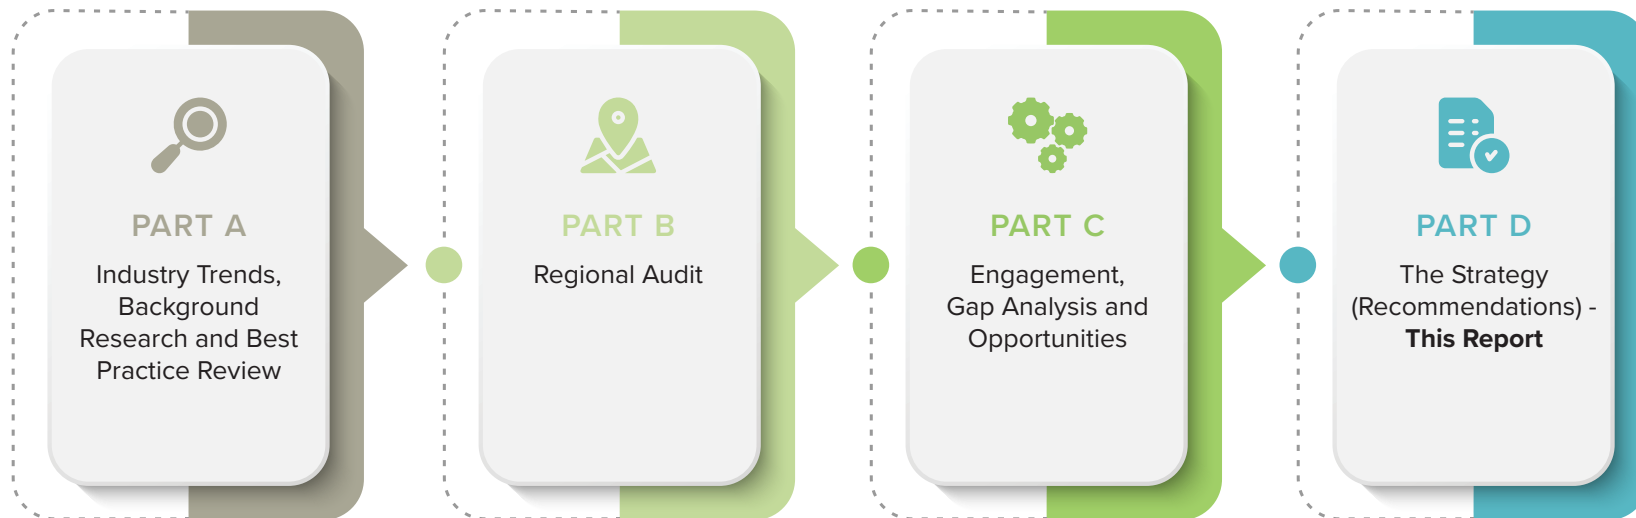 PART A
Industry Trends,
Background
Research and Best
Practice Review
PART B
Regional Audit
PART C
Engagement,
Gap Analysis and
Opportunities
PART D
The Strategy
(Recommendations) -
This Report